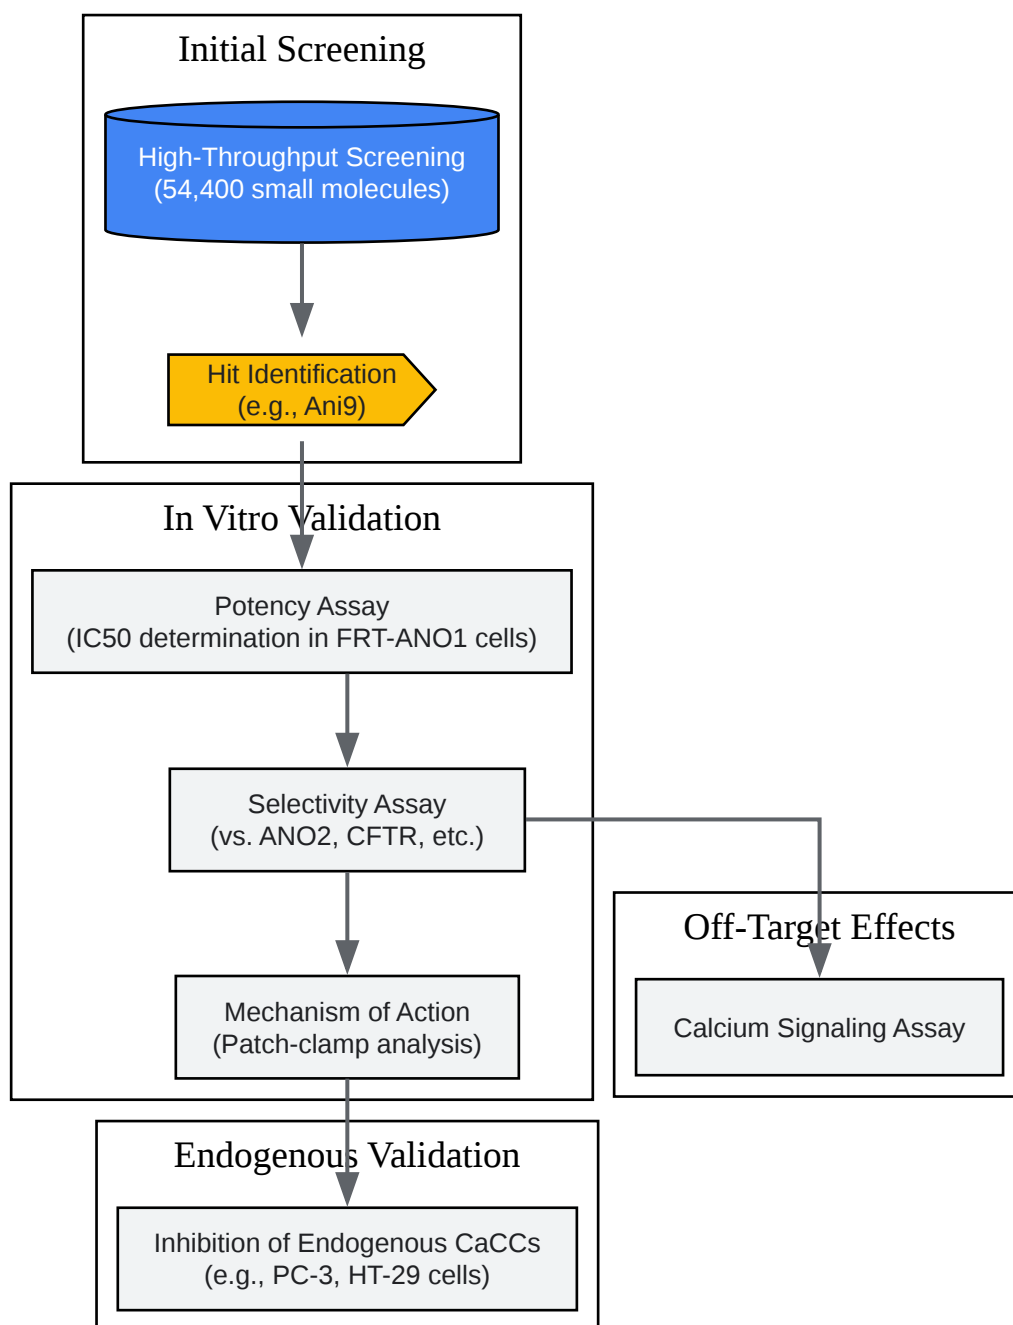 Initial Screening
High-Throughput Screening
(54,400 small molecules)
Hit Identification
(e.g., Ani9)
In Vitro Validation
Potency Assay
(IC50 determination in FRT-ANO1 cells)
Selectivity Assay
(vs. ANO2, CFTR, etc.)
Mechanism of Action
(Patch-clamp analysis)
Off-Target Effects
Calcium Signaling Assay
Endogenous Validation
Inhibition of Endogenous CaCCs
(e.g., PC-3, HT-29 cells)